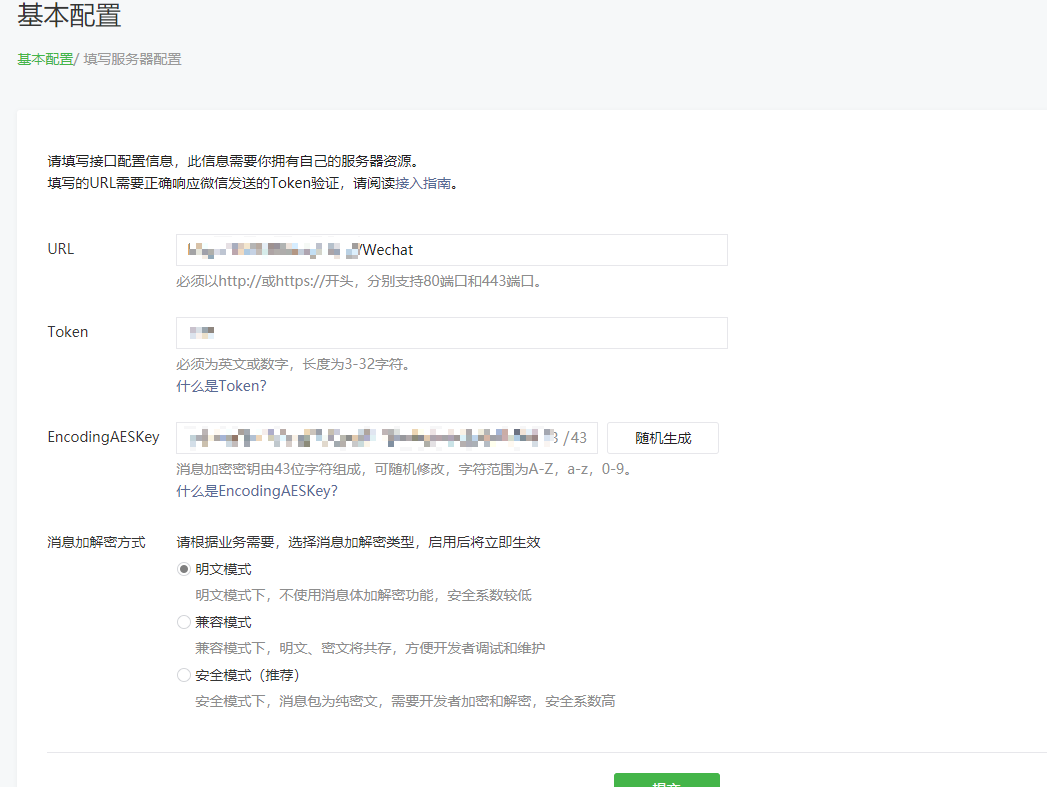 基本配置
基本配置/ 填写服务器配置
请填写接口配置信息，此信息需要你拥有自己的服务器资源。
填写的URL需要正确响应微信发送的Token验证，请阅读接入指南。
URL
/Wechat
必须以http://或https://开头，分别支持80端口和443端口。
Token
必须为英文或数字，长度为3-32字符。
什么是Token?
EncodingAESKey
3 /43 随机生成
消息加密密钥由43位字符组成，可随机修改，字符范围为A-Z，a-z，0-9。
什么是EncodingAESKey?
消息加解密方式 请根据业务需要，选择消息加解密类型，启用后将立即生效
明文模式
明文模式下，不使用消息体加解密功能，安全系数较低
兼容模式
兼容模式下，明文、密文将共存，方便开发者调试和维护
安全模式（推荐）
安全模式下，消息包为纯密文，需要开发者加密和解密，安全系数高